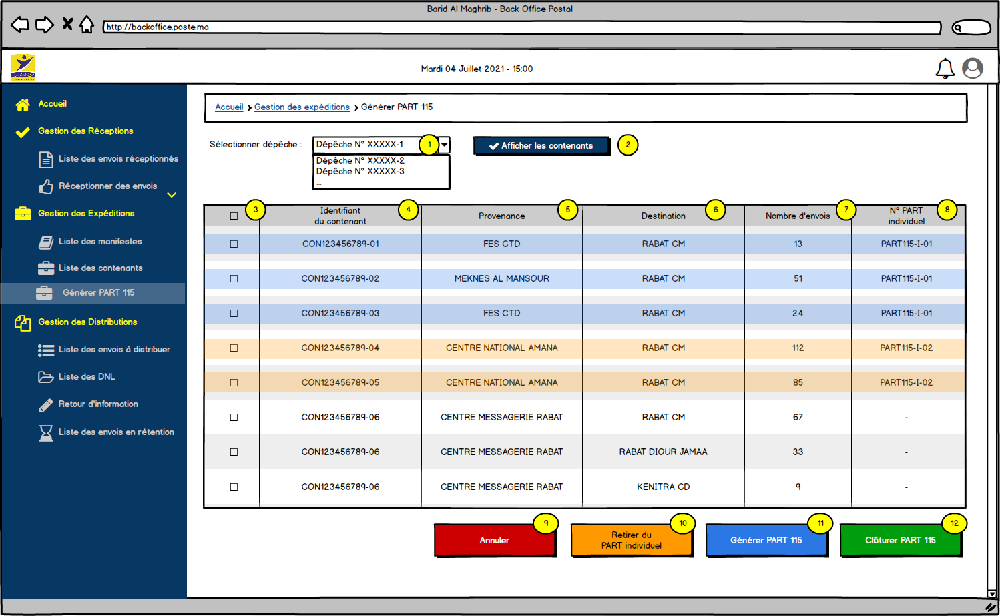 Barid Al Maghrib - Back Office Postal
http://backoffice.poste.ma
Mardi 04 Juillet 2021 - 15:00
Accueil
Gestion des Réceptions
Liste des envois réceptionnés
Réceptionner des envois
Gestion des Expéditions
Liste des manifestes
Liste des contenants
Générer PART 115
Gestion des Distributions
Liste des envois à distribuer
Liste des DNL
Retour d'information
Liste des envois en rétention
Accueil Gestion des expéditions Générer PART 115
Sélectionner dépêche : Dépêche N° XXXXX-1 1 Afficher les contenants 2
Dépêche N° XXXXX-2
Dépêche N° XXXXX-3
...
3 Identifiant du contenant 4 Provenance 5 Destination 6 Nombre d'envois 7 N° PART individuel 8
CON123456789-01 FES CTD RABAT CM 13 PART115-I-01
CON123456789-02 MEKNES AL MANSOUR RABAT CM 51 PART115-I-01
CON123456789-03 FES CTD RABAT CM 24 PART115-I-01
CON123456789-04 CENTRE NATIONAL AMANA RABAT CM 112 PART115-I-02
CON123456789-05 CENTRE NATIONAL AMANA RABAT CM 85 PART115-I-02
CON123456789-06 CENTRE MESSAGERIE RABAT RABAT CM 67 -
CON123456789-06 CENTRE MESSAGERIE RABAT RABAT DIOUR JAMAA 33 -
CON123456789-06 CENTRE MESSAGERIE RABAT KENITRA CD 9 -
Annuler 9
Retirer du PART individuel 10
Générer PART 115 11
Clôturer PART 115 12